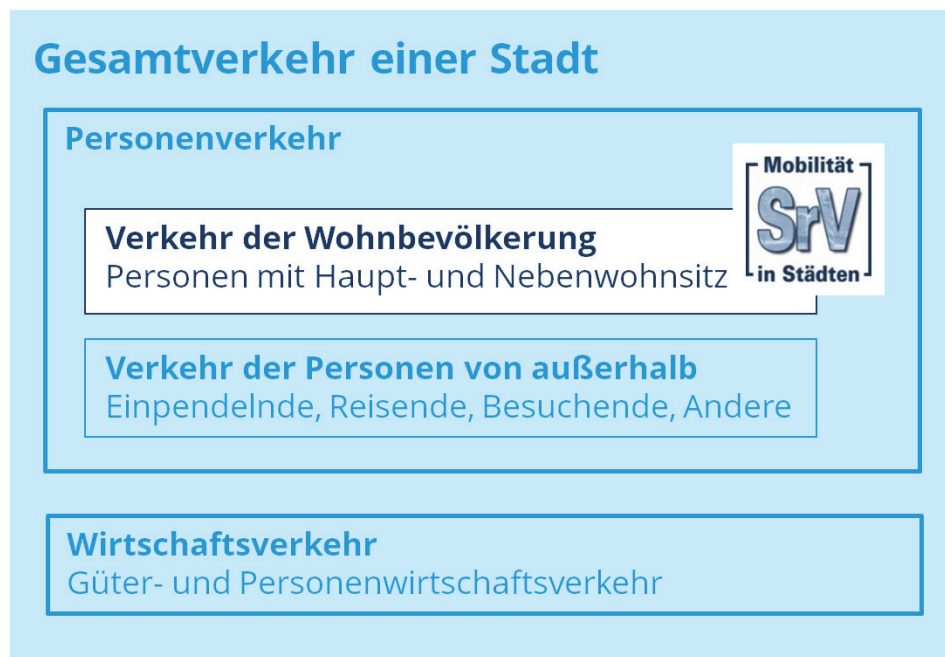 Gesamtverkehr einer Stadt
Personenverkehr
Mobilität
SrV
in Städten
Verkehr der Wohnbevölkerung
Personen mit Haupt- und Nebenwohnsitz
Verkehr der Personen von außerhalb
Einpendelnde, Reisende, Besuchende, Andere
Wirtschaftsverkehr
Güter- und Personenwirtschaftsverkehr